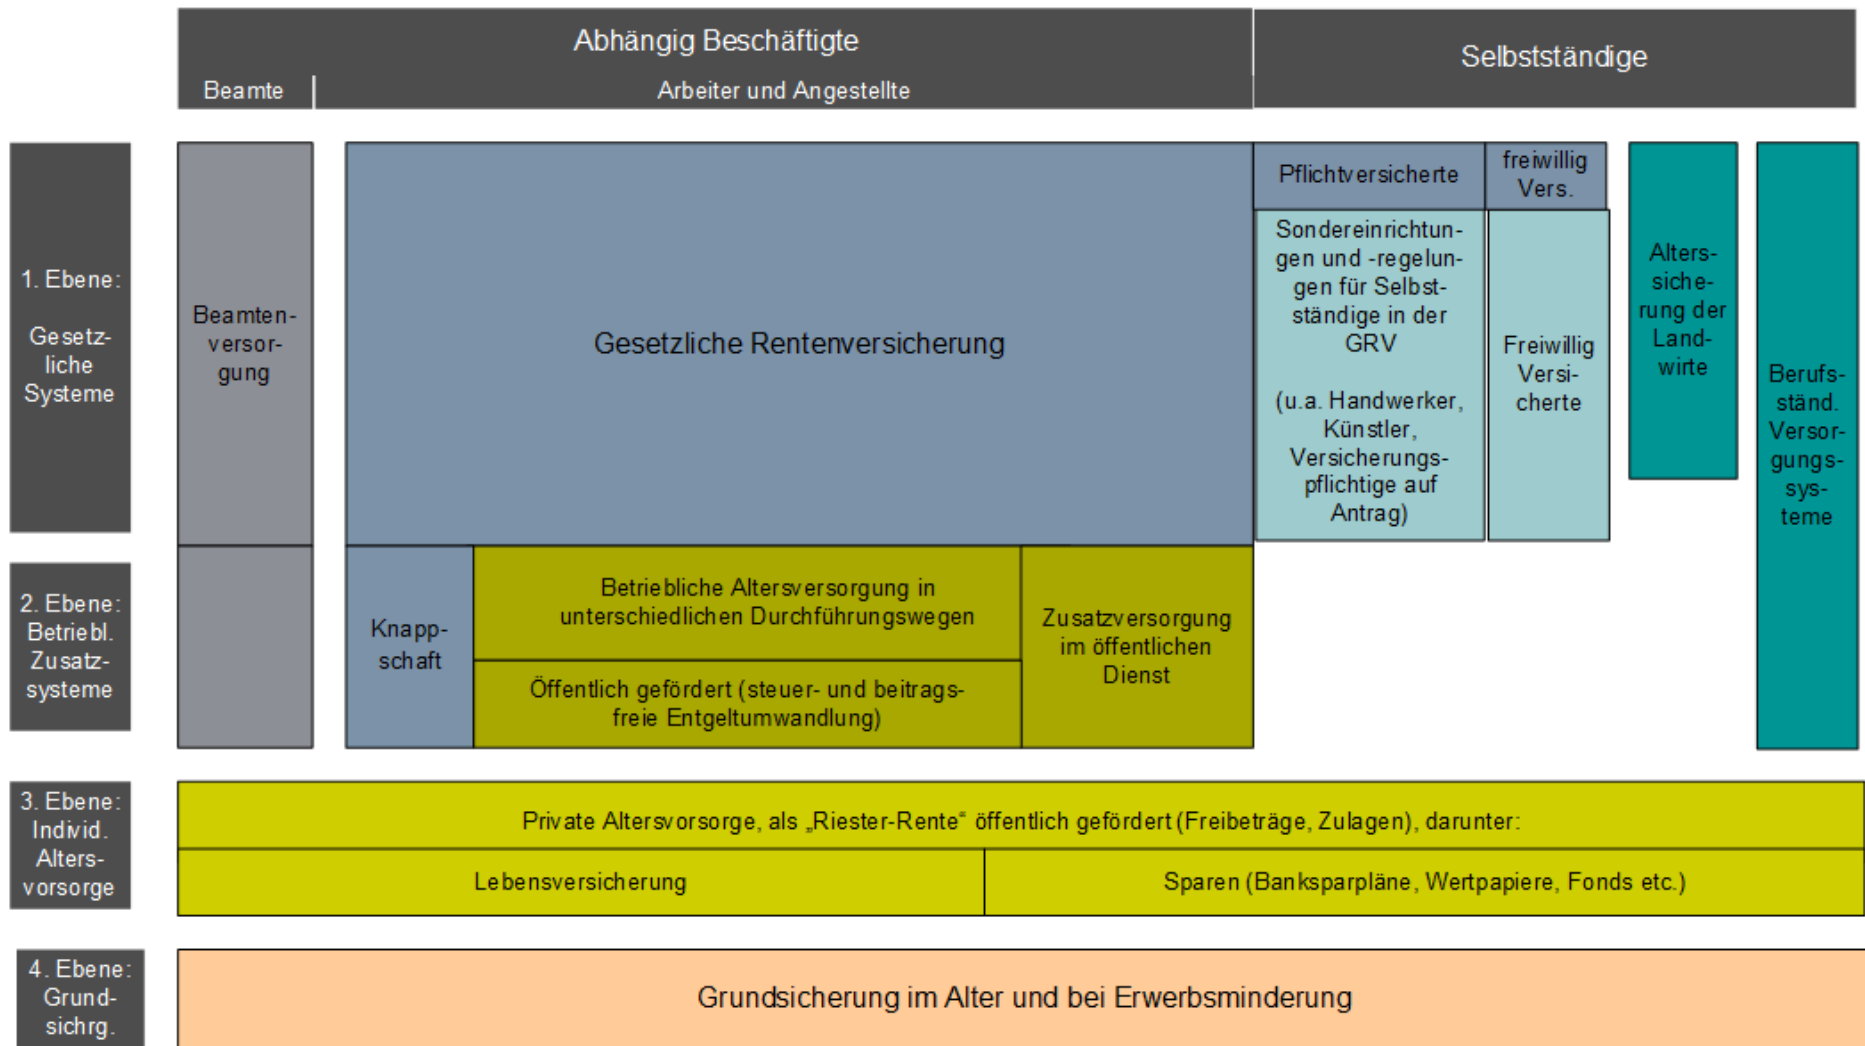 Abhängig Beschäftigte
Selbstständige
Beamte
Arbeiter und Angestellte
1. Ebene:
Gesetz-
liche
Systeme
Beamten-
versor-
gung
Gesetzliche Rentenversicherung
Pflichtversicherte
freiwillig
Vers.
Sondereinrichtun-
gen und -regelun-
gen für Selbst-
ständige in der
GRV
(u.a. Handwerker,
Künstler,
Versicherungs-
pflichtige auf
Antrag)
Freiwillig
Versi-
cherte
Alters-
siche-
rung der
Land-
wirte
Berufs-
ständ.
Versor-
gungs-
sys-
teme
2. Ebene:
Betriebl.
Zusatz-
systeme
Knapp-
schaft
Betriebliche Altersversorgung in
unterschiedlichen Durchführungswegen
Öffentlich gefördert (steuer- und beitrags-
freie Entgeltumwandlung)
Zusatzversorgung
im öffentlichen
Dienst
3. Ebene:
Individ.
Alters-
vorsorge
Private Altersvorsorge, als „Riester-Rente“ öffentlich gefördert (Freibeträge, Zulagen), darunter:
Lebensversicherung
Sparen (Banksparpläne, Wertpapiere, Fonds etc.)
4. Ebene:
Grund-
sichrg.
Grundsicherung im Alter und bei Erwerbsminderung